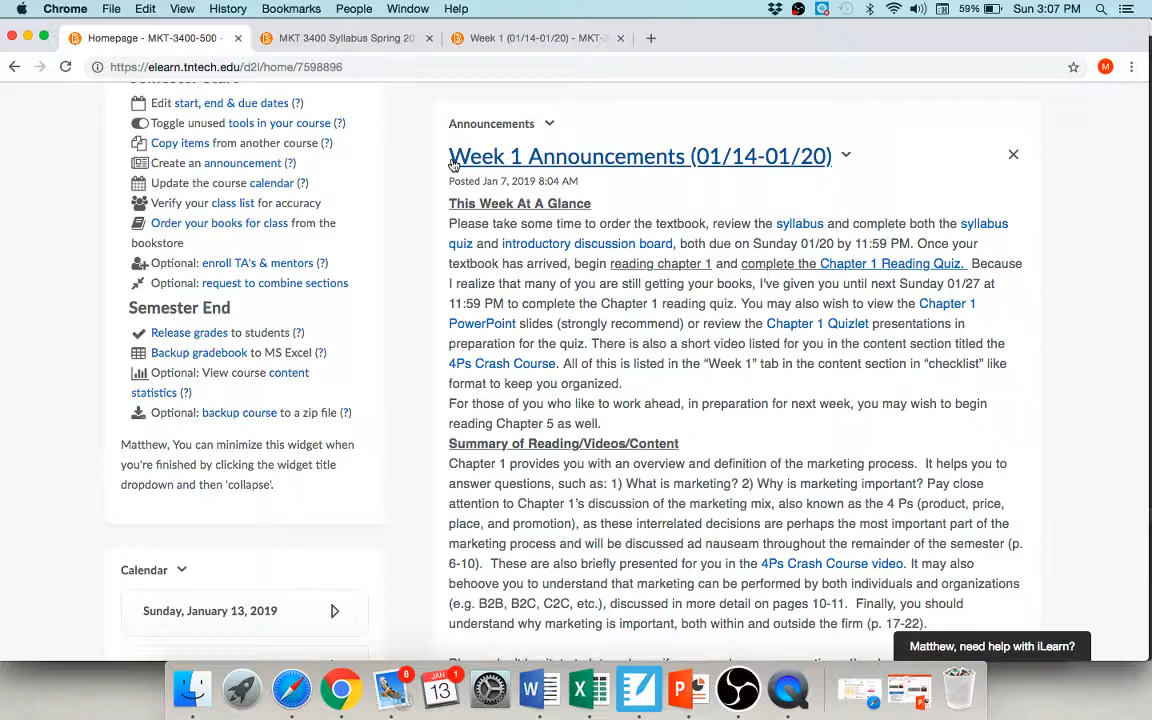 Chrome File Edit View History Bookmarks People Window Help 59% Sun 3:07 PM
Homepage - MKT-3400-500 - MKT 3400 Syllabus Spring 20 Week 1 (01/14-01/20) - MKT-
https://elearn.tntech.edu/d2l/home/7598896 M
Edit start, end & due dates (?)
Toggle unused tools in your course (?)
Copy items from another course (?)
Create an announcement (?)
Update the course calendar (?)
Verify your class list for accuracy
Order your books for class from the
bookstore
Optional: enroll TA's & mentors (?)
Optional: request to combine sections
Semester End
Release grades to students (?)
Backup gradebook to MS Excel (?)
Optional: View course content
statistics (?)
Optional: backup course to a zip file (?)
Matthew, You can minimize this widget when
you're finished by clicking the widget title
dropdown and then 'collapse'.
Calendar
Sunday, January 13, 2019
Announcements
Week 1 Announcements (01/14-01/20)
Posted Jan 7, 2019 8:04 AM
This Week At A Glance
Please take some time to order the textbook, review the syllabus and complete both the syllabus
quiz and introductory discussion board, both due on Sunday 01/20 by 11:59 PM. Once your
textbook has arrived, begin reading chapter 1 and complete the Chapter 1 Reading Quiz. Because
I realize that many of you are still getting your books, I've given you until next Sunday 01/27 at
11:59 PM to complete the Chapter 1 reading quiz. You may also wish to view the Chapter 1
PowerPoint slides (strongly recommend) or review the Chapter 1 Quizlet presentations in
preparation for the quiz. There is also a short video listed for you in the content section titled the
4Ps Crash Course. All of this is listed in the “Week 1” tab in the content section in “checklist” like
format to keep you organized.
For those of you who like to work ahead, in preparation for next week, you may wish to begin
reading Chapter 5 as well.
Summary of Reading/Videos/Content
Chapter 1 provides you with an overview and definition of the marketing process. It helps you to
answer questions, such as: 1) What is marketing? 2) Why is marketing important? Pay close
attention to Chapter 1’s discussion of the marketing mix, also known as the 4 Ps (product, price,
place, and promotion), as these interrelated decisions are perhaps the most important part of the
marketing process and will be discussed ad nauseam throughout the remainder of the semester (p.
6-10). These are also briefly presented for you in the 4Ps Crash Course video. It may also
behoove you to understand that marketing can be performed by both individuals and organizations
(e.g. B2B, B2C, C2C, etc.), discussed in more detail on pages 10-11. Finally, you should
understand why marketing is important, both within and outside the firm (p. 17-22).
Matthew, need help with iLearn?
6 JAN 13 1